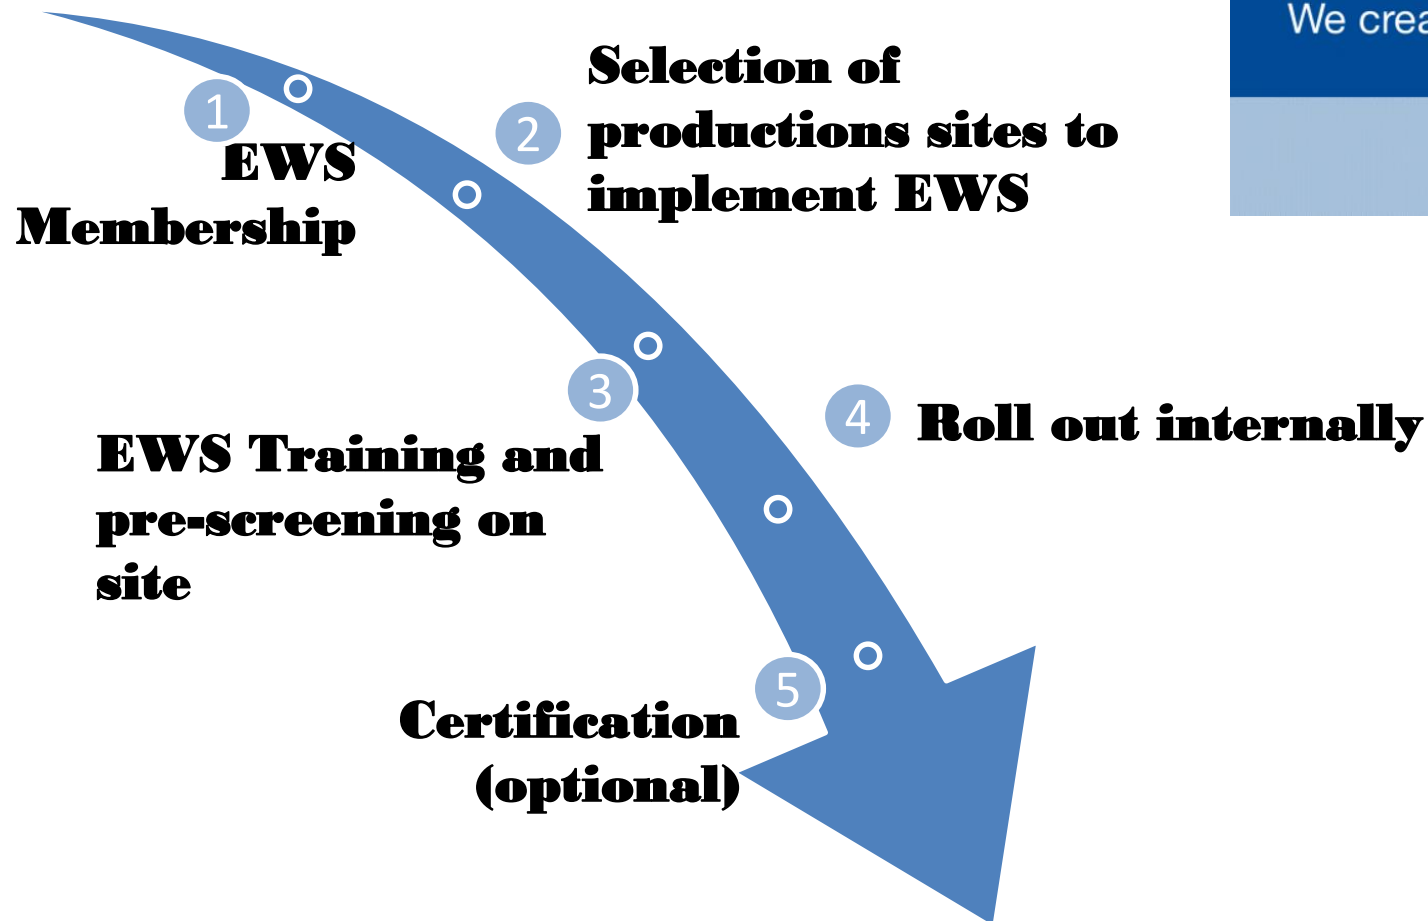 We crea
1
EWS
Membership
2
Selection of
productions sites to
implement EWS
3
EWS Training and
pre-screening on
site
4
Roll out internally
5
Certification
(optional)